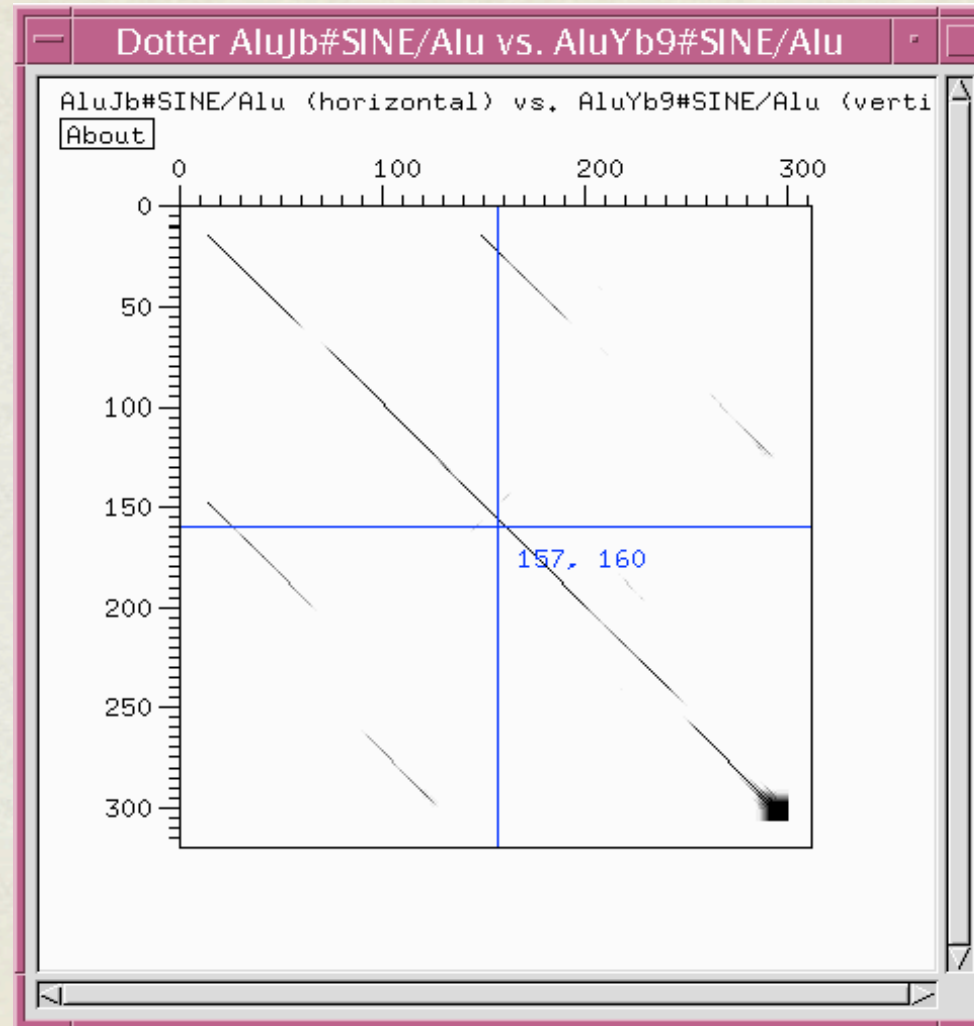 Dotter AluJb#SINE/Alu vs. AluYb9#SINE/Alu
AluJb#SINE/Alu (horizontal) vs. AluYb9#SINE/Alu (verti
About
0 100 200 300
0
50
100
150
157, 160
200
250
300